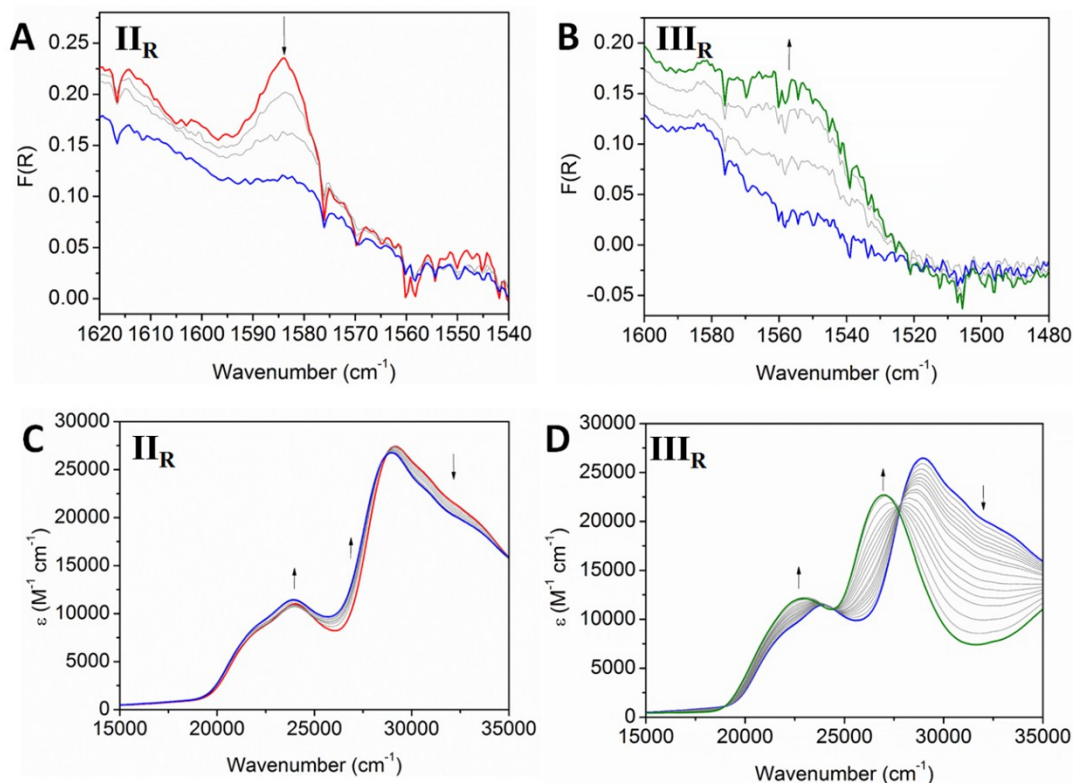 A
II_R
0.25
0.20
0.15
0.10
0.05
0.00
F(R)
1620 1610 1600 1590 1580 1570 1560 1550 1540
Wavenumber (cm⁻¹)
B
III_R
0.20
0.15
0.10
0.05
0.00
-0.05
F(R)
1600 1580 1560 1540 1520 1500 1480
Wavenumber (cm⁻¹)
C
II_R
30000
25000
20000
15000
10000
5000
0
ε (M⁻¹ cm⁻¹)
15000 20000 25000 30000 35000
Wavenumber (cm⁻¹)
D
III_R
30000
25000
20000
15000
10000
5000
0
ε (M⁻¹ cm⁻¹)
15000 20000 25000 30000 35000
Wavenumber (cm⁻¹)